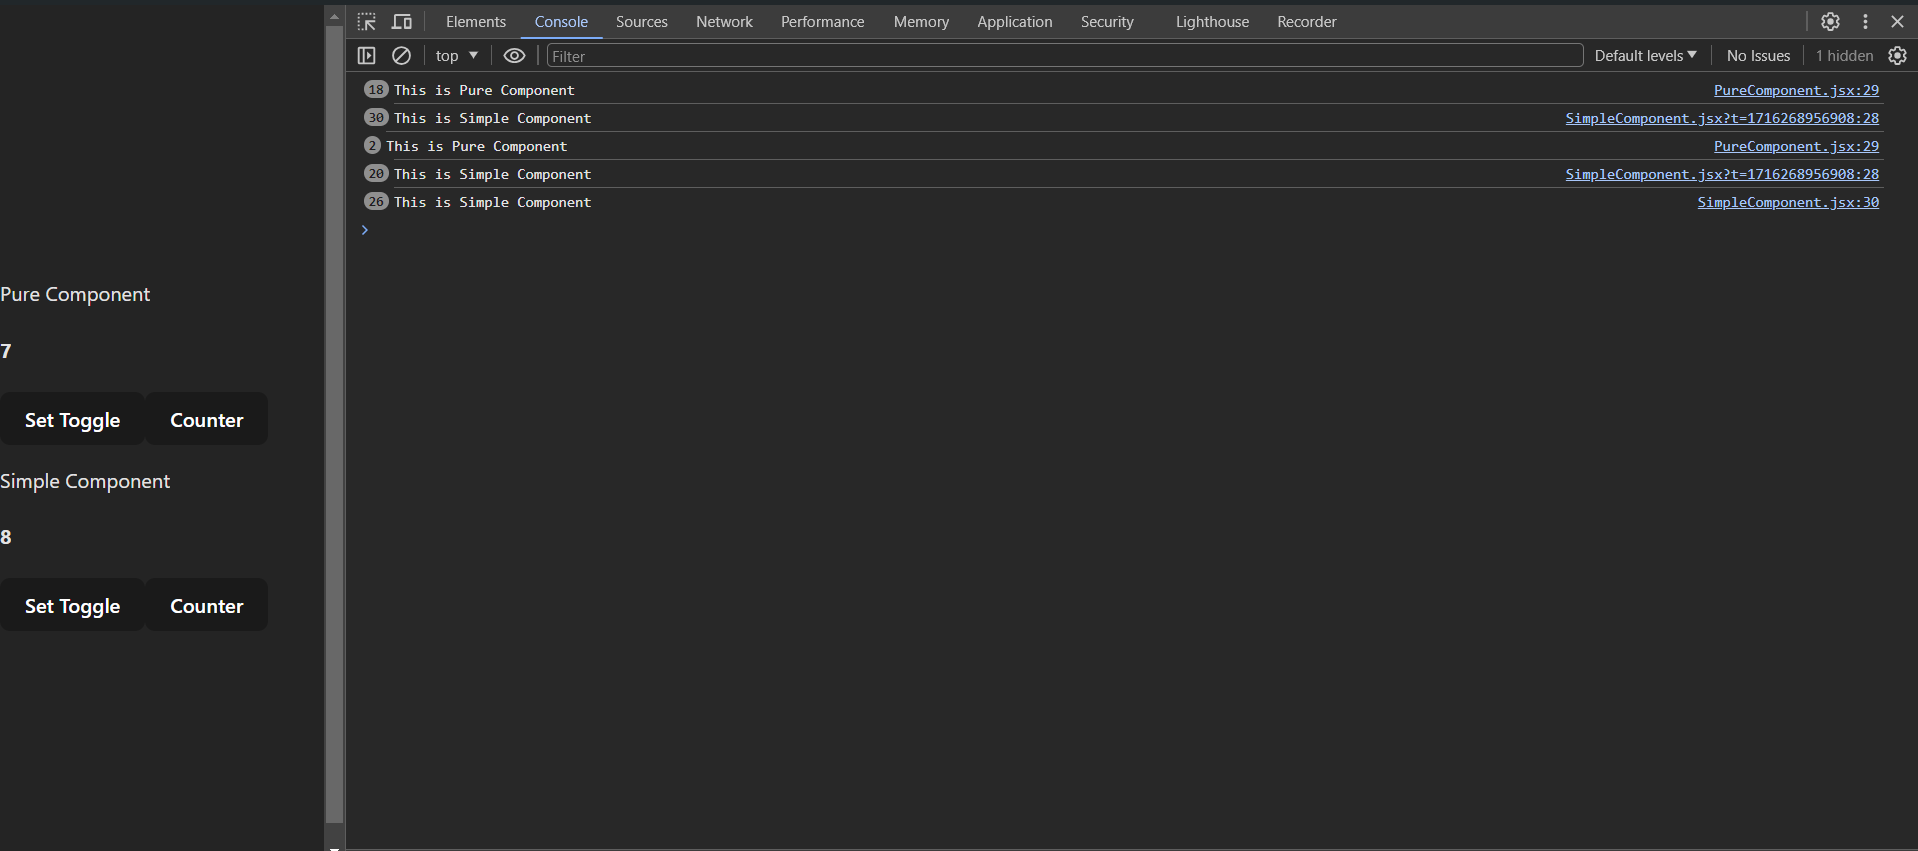 Elements Console Sources Network Performance Memory Application Security Lighthouse Recorder
top Filter Default levels No Issues 1 hidden
18 This is Pure Component PureComponent.jsx:29
30 This is Simple Component SimpleComponent.jsx?t=1716268956908:28
2 This is Pure Component PureComponent.jsx:29
20 This is Simple Component SimpleComponent.jsx?t=1716268956908:28
26 This is Simple Component SimpleComponent.jsx:30
Pure Component
7
Set Toggle Counter
Simple Component
8
Set Toggle Counter